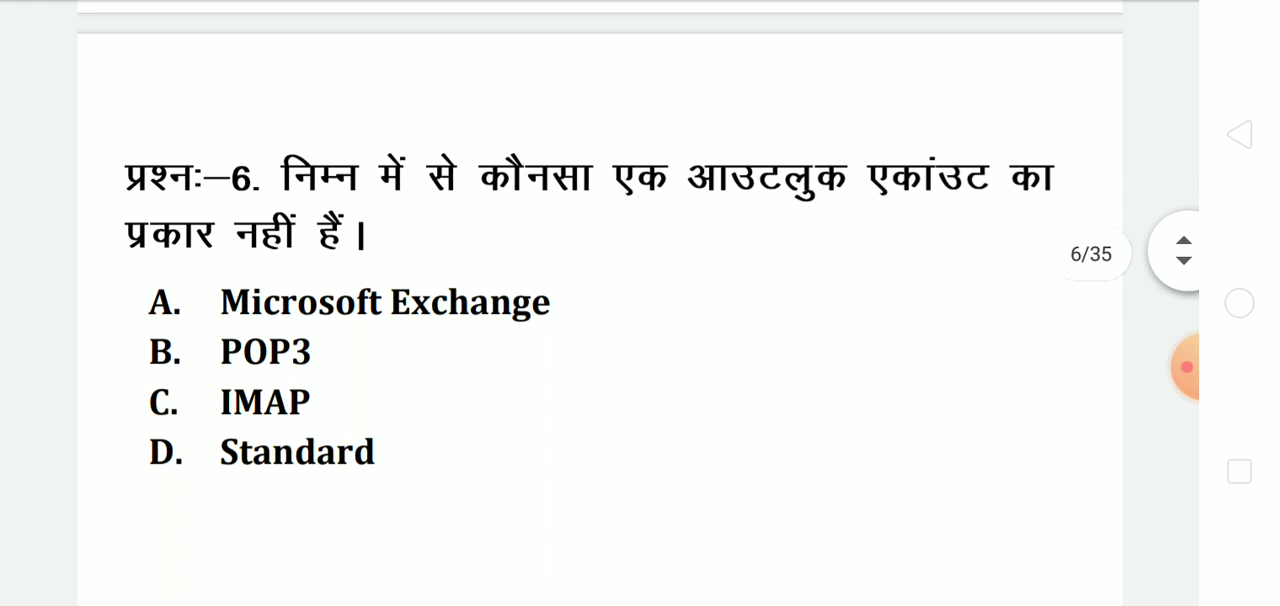 प्रश्नः–6. निम्न में से कौनसा एक आउटलुक एकांउट का
प्रकार नहीं हैं।
6/35
A. Microsoft Exchange
B. POP3
C. IMAP
D. Standard